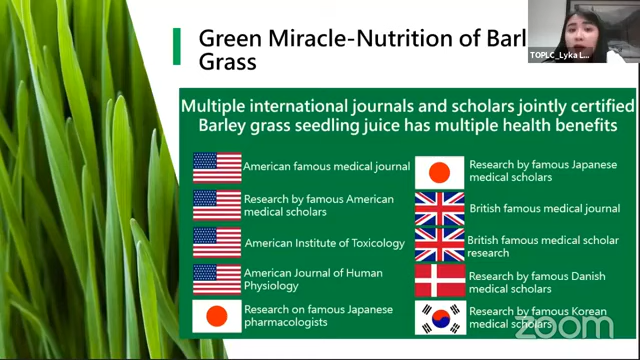 Green Miracle-Nutrition of Barl
Grass
TOPLC_Lyka L...
Multiple international journals and scholars jointly certified
Barley grass seedling juice has multiple health benefits
American famous medical journal
Research by famous American
medical scholars
American Institute of Toxicology
American Journal of Human
Physiology
Research on famous Japanese
pharmacologists
Research by famous Japanese
medical scholars
British famous medical journal
British famous medical scholar
research
Research by famous Danish
medical scholars
Research by famous Korean
medical scholars
zoom